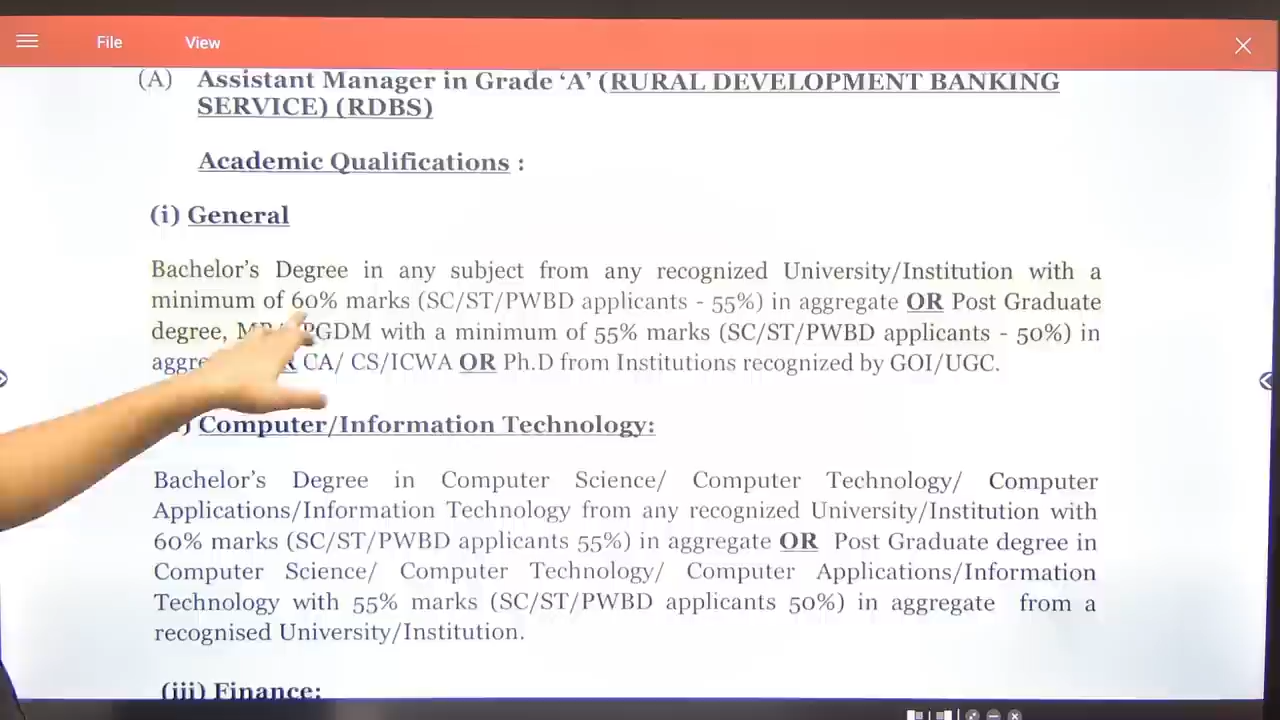 File View
(A) Assistant Manager in Grade ‘A’ (RURAL DEVELOPMENT BANKING
SERVICE) (RDBS)
Academic Qualifications :
(i) General
Bachelor’s Degree in any subject from any recognized University/Institution with a
minimum of 60% marks (SC/ST/PWBD applicants - 55%) in aggregate OR Post Graduate
degree, PGDM with a minimum of 55% marks (SC/ST/PWBD applicants - 50%) in
CA/ CS/ICWA OR Ph.D from Institutions recognized by GOI/UGC.
Computer/Information Technology:
Bachelor’s Degree in Computer Science/ Computer Technology/ Computer
Applications/Information Technology from any recognized University/Institution with
60% marks (SC/ST/PWBD applicants 55%) in aggregate OR Post Graduate degree in
Computer Science/ Computer Technology/ Computer Applications/Information
Technology with 55% marks (SC/ST/PWBD applicants 50%) in aggregate from a
recognised University/Institution.
(iii) Finance: